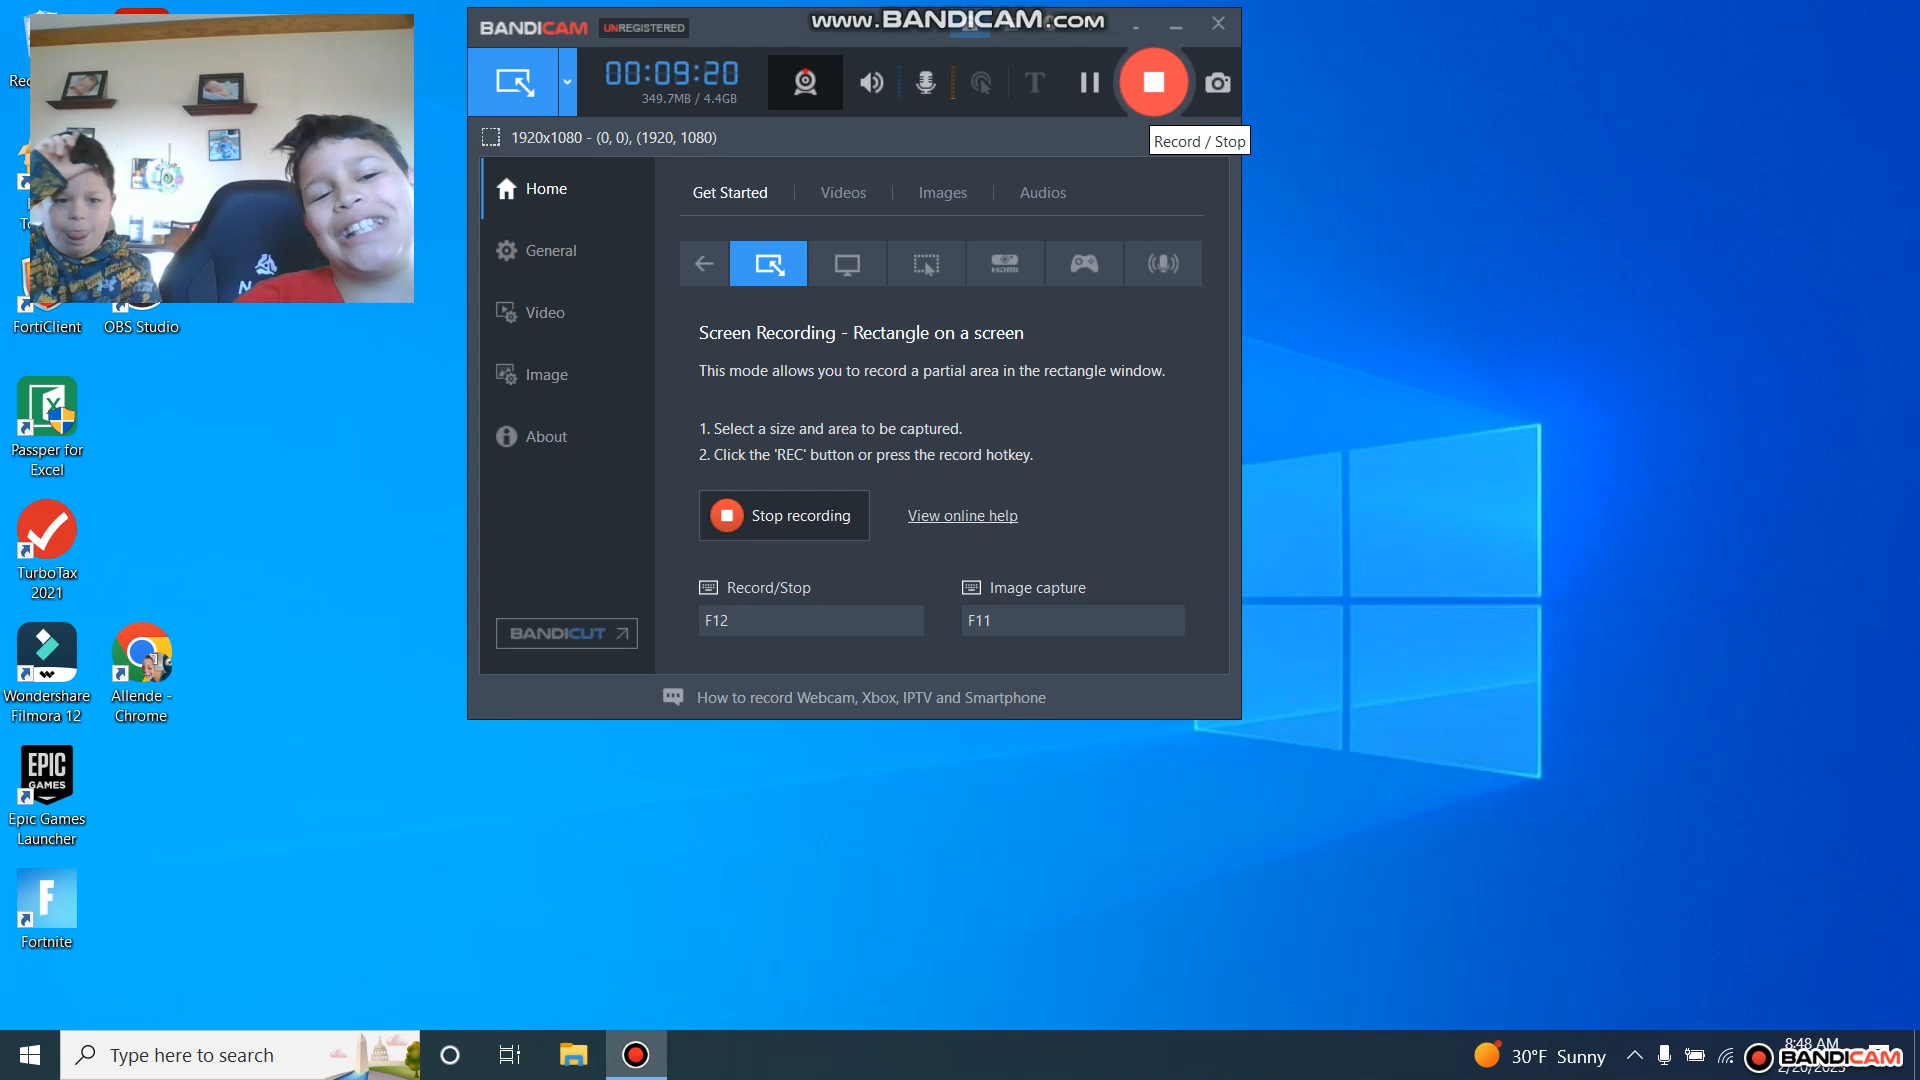 www.BANDICAM.COM
BANDICAM UNREGISTERED
00:09:20
349.7MB / 4.4GB
T
1920x1080 - (0, 0), (1920, 1080)
Record / Stop
Home
General
Video
Image
About
BANDICUT
Get Started
Videos
Images
Audios
HDMI
Screen Recording - Rectangle on a screen
This mode allows you to record a partial area in the rectangle window.
1. Select a size and area to be captured.
2. Click the 'REC' button or press the record hotkey.
Stop recording
View online help
Record/Stop
Image capture
F12
F11
How to record Webcam, Xbox, IPTV and Smartphone
FortiClient
OBS Studio
Passper for
Excel
TurboTax
2021
Wondershare
Filmora 12
Allende -
Chrome
EPIC
GAMES
Epic Games
Launcher
F
Fortnite
Type here to search
30°F Sunny
8:48 AM
BANDICAM